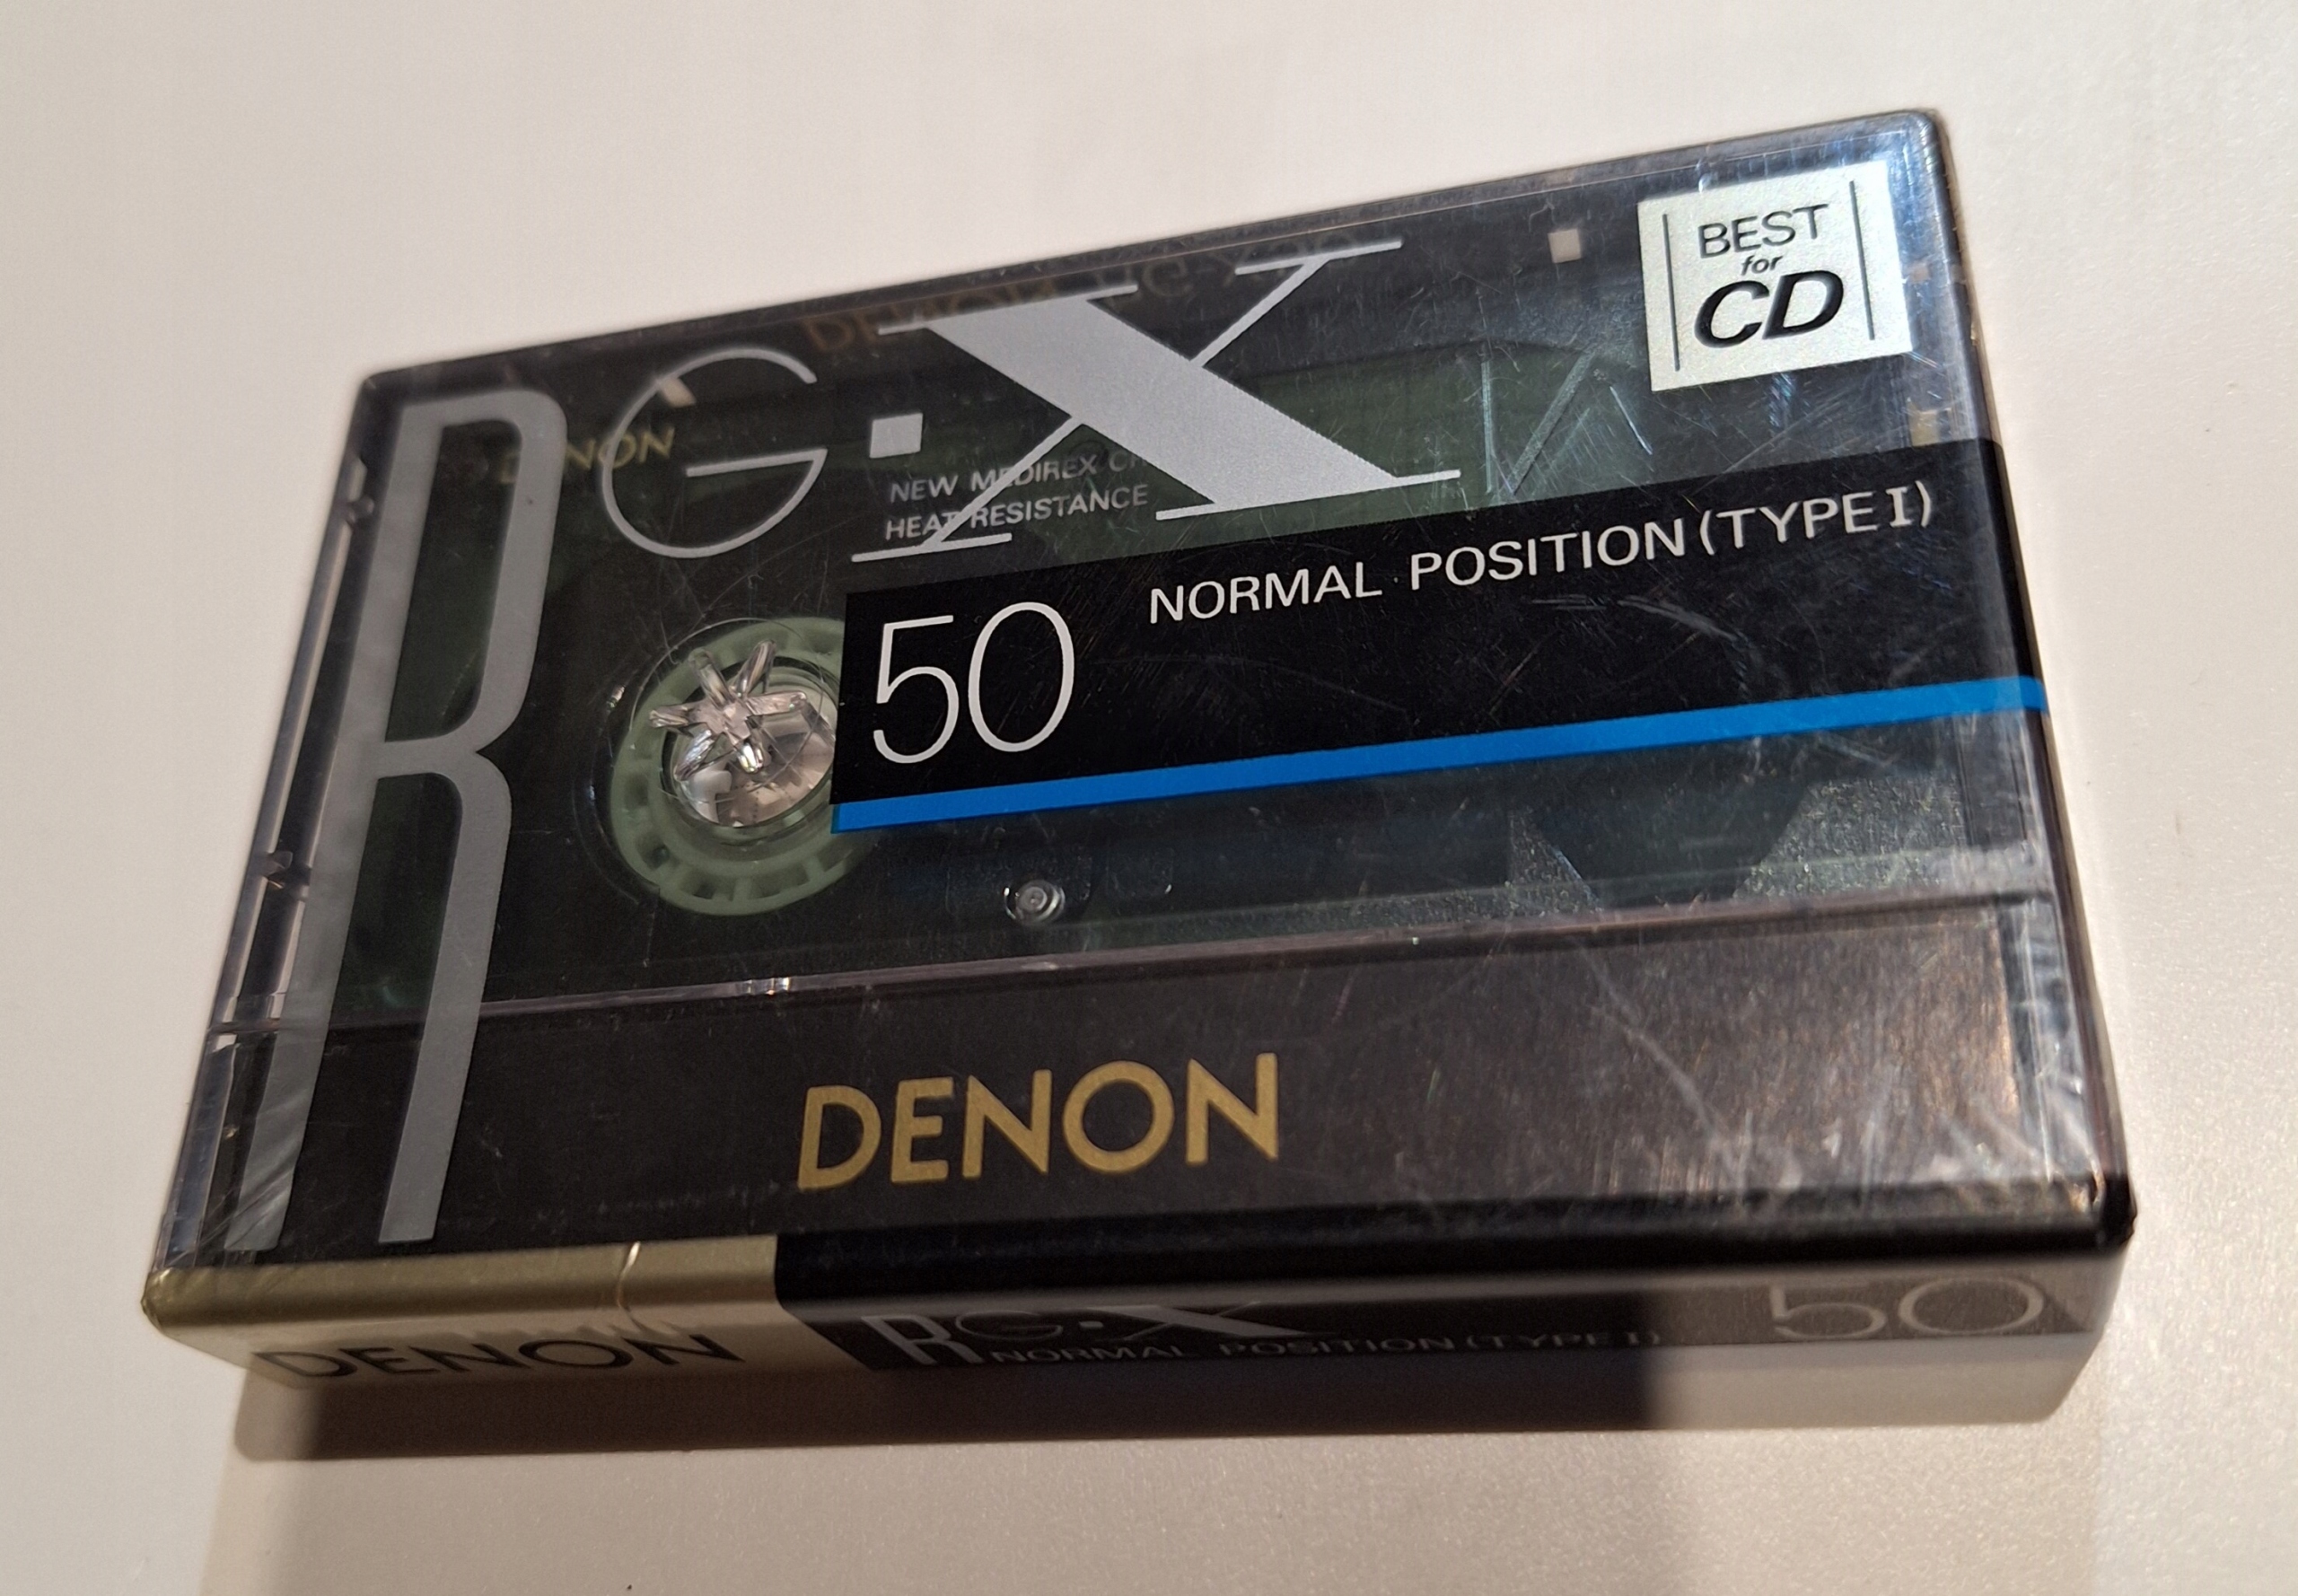 BEST
for
CD
RG·X
DENON
NEW MEDIREX
HEAT RESISTANCE
50 NORMAL POSITION (TYPE I)
DENON
DENON RG·X 50
NORMAL POSITION (TYPE I)